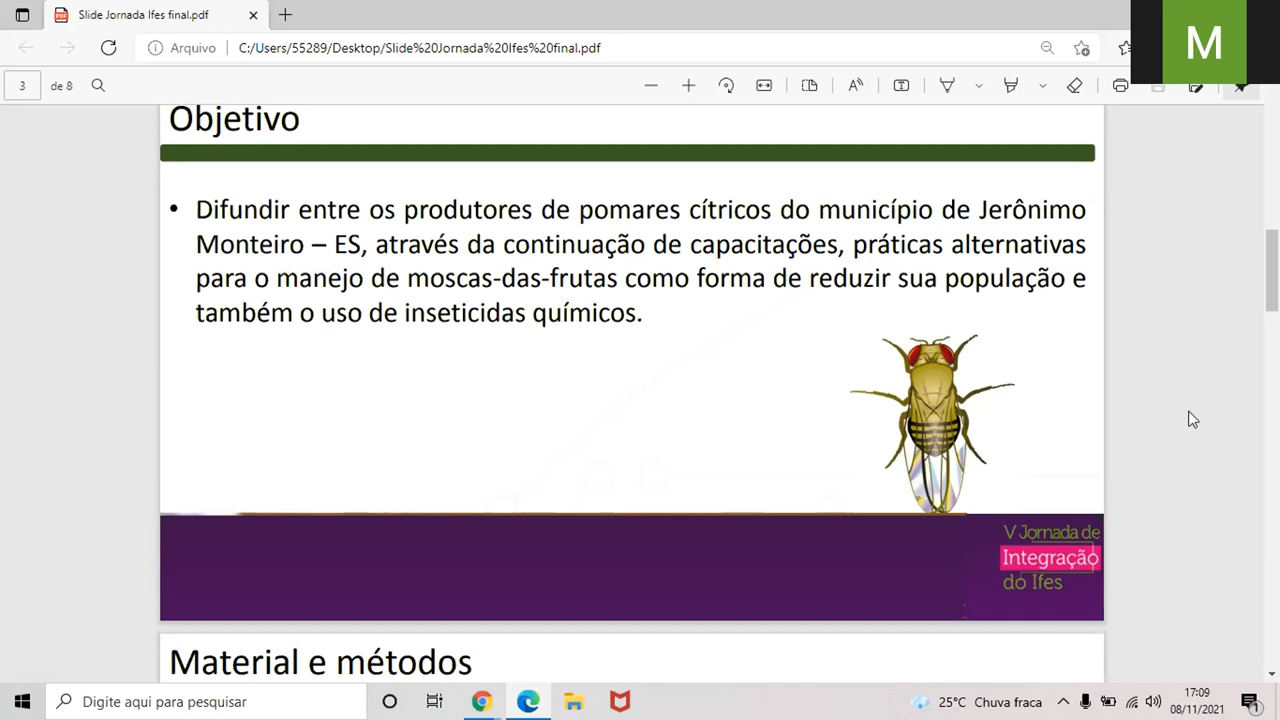 Slide Jornada Ifes final.pdf
Arquivo
C:/Users/55289/Desktop/Slide%20Jornada%20Ifes%20final.pdf
M
3 de 8
Objetivo
• Difundir entre os produtores de pomares cítricos do município de Jerônimo
Monteiro – ES, através da continuação de capacitações, práticas alternativas
para o manejo de moscas-das-frutas como forma de reduzir sua população e
também o uso de inseticidas químicos.
V Jornada de
Integração
do Ifes
Material e métodos
Digite aqui para pesquisar
25°C Chuva fraca
17:09
08/11/2021
1